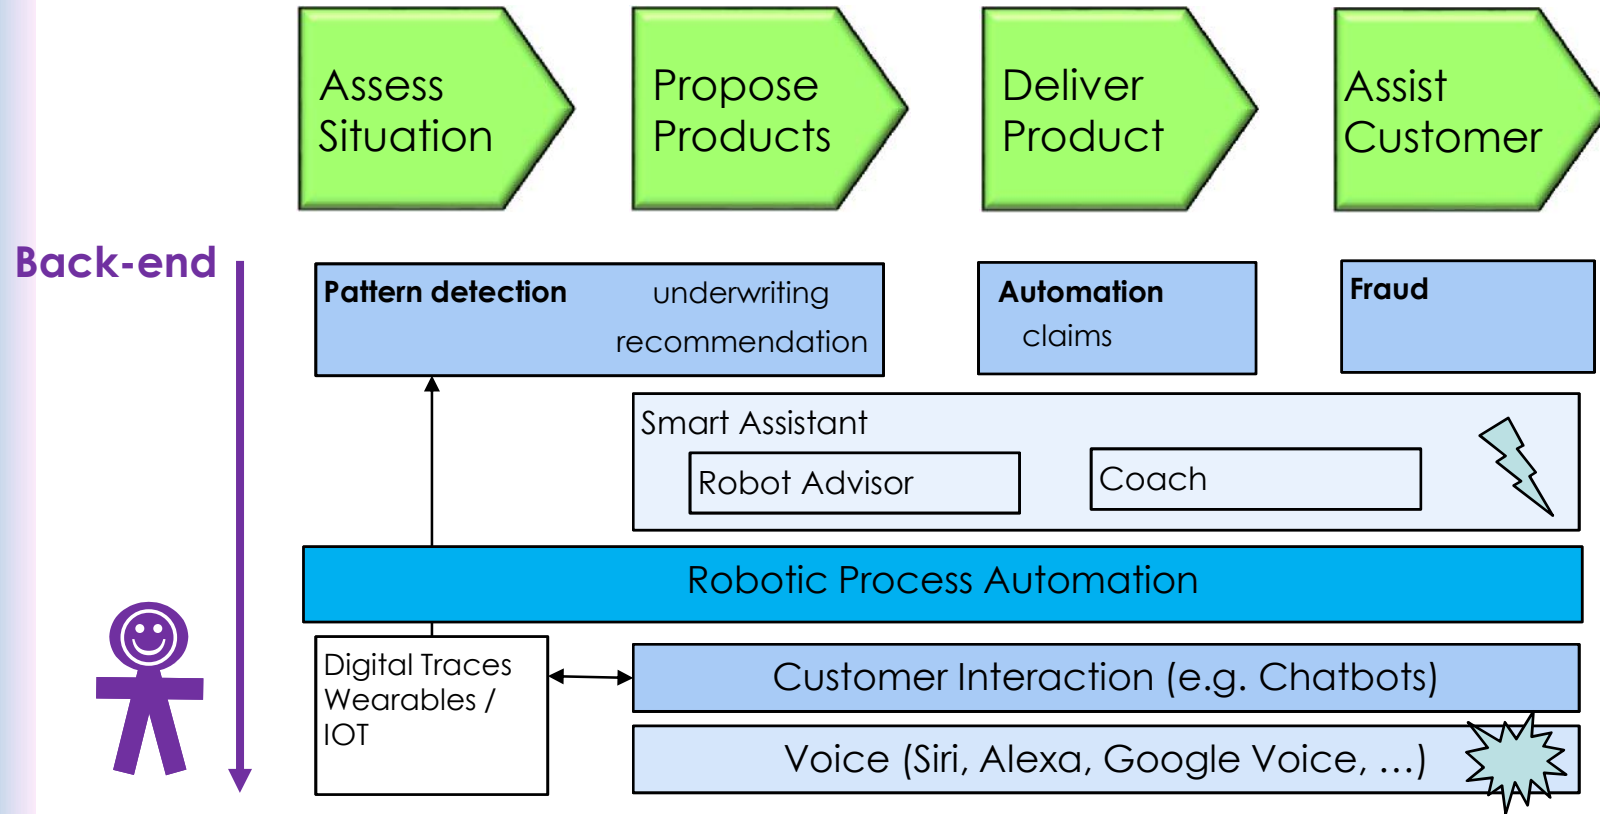 Assess
Situation
Propose
Products
Deliver
Product
Assist
Customer
Back-end
Pattern detection underwriting
recommendation
Automation
claims
Fraud
Smart Assistant
Robot Advisor
Coach
Robotic Process Automation
Digital Traces
Wearables /
IOT
Customer Interaction (e.g. Chatbots)
Voice (Siri, Alexa, Google Voice, …)